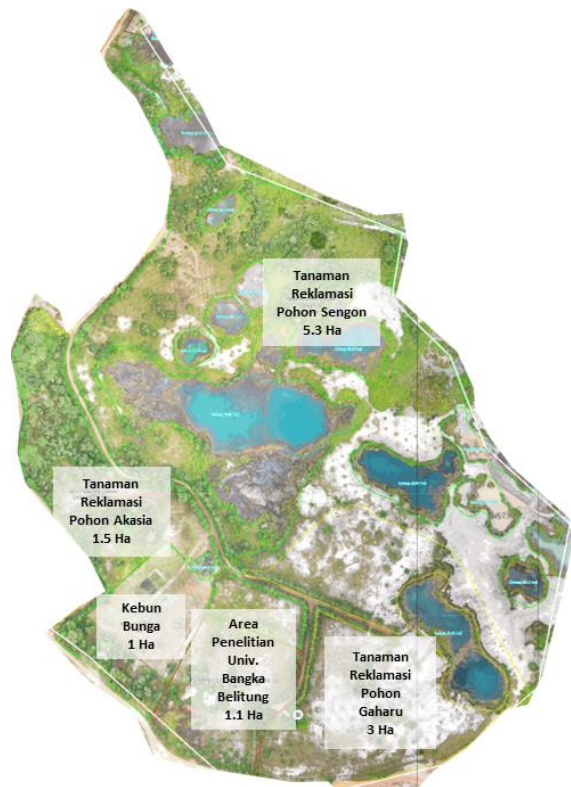 Tanaman
Reklamasi
Pohon Sengon
5.3 Ha
Tanaman
Reklamasi
Pohon Akasia
1.5 Ha
Kebun
Bunga
1 Ha
Area
Penelitian
Univ.
Bangka
Belitung
1.1 Ha
Tanaman
Reklamasi
Pohon
Gaharu
3 Ha